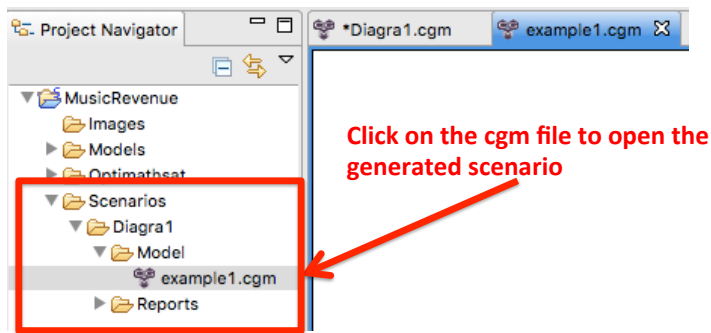 Project Navigator
*Diagra1.cgm
example1.cgm
MusicRevenue
Images
Models
Optimathsat
Scenarios
Diagra1
Model
example1.cgm
Reports
Click on the cgm file to open the
generated scenario